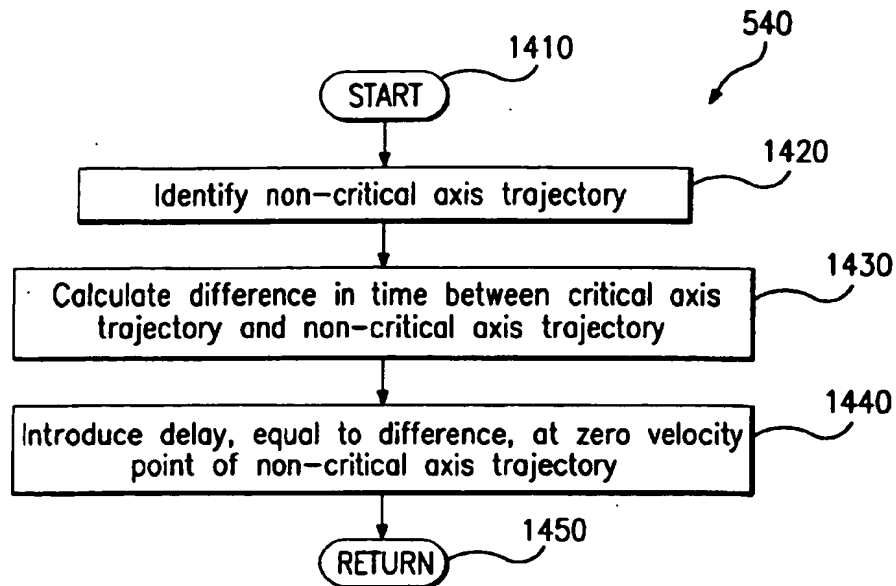 540
1410
START
1420
Identify non-critical axis trajectory
1430
Calculate difference in time between critical axis
trajectory and non-critical axis trajectory
1440
Introduce delay, equal to difference, at zero velocity
point of non-critical axis trajectory
1450
RETURN